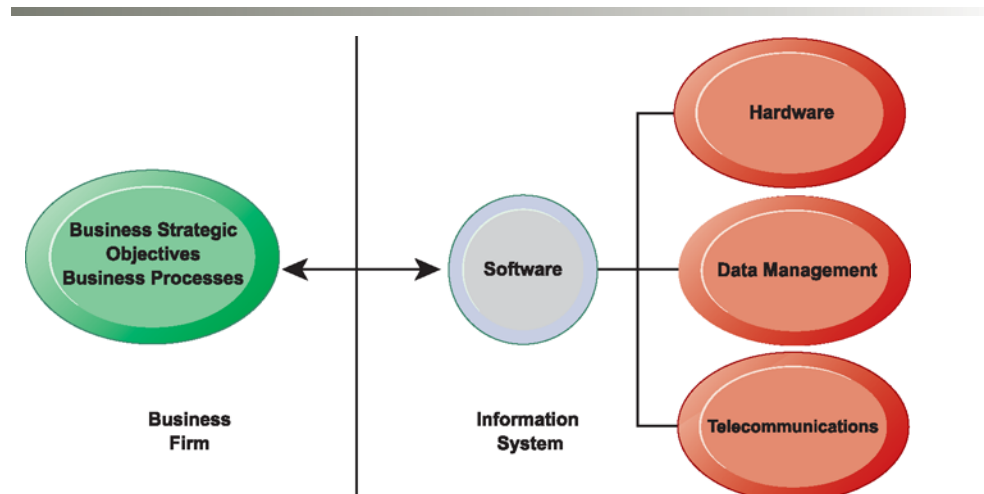 Business Strategic
Objectives
Business Processes
Software
Hardware
Data Management
Telecommunications
Business
Firm
Information
System